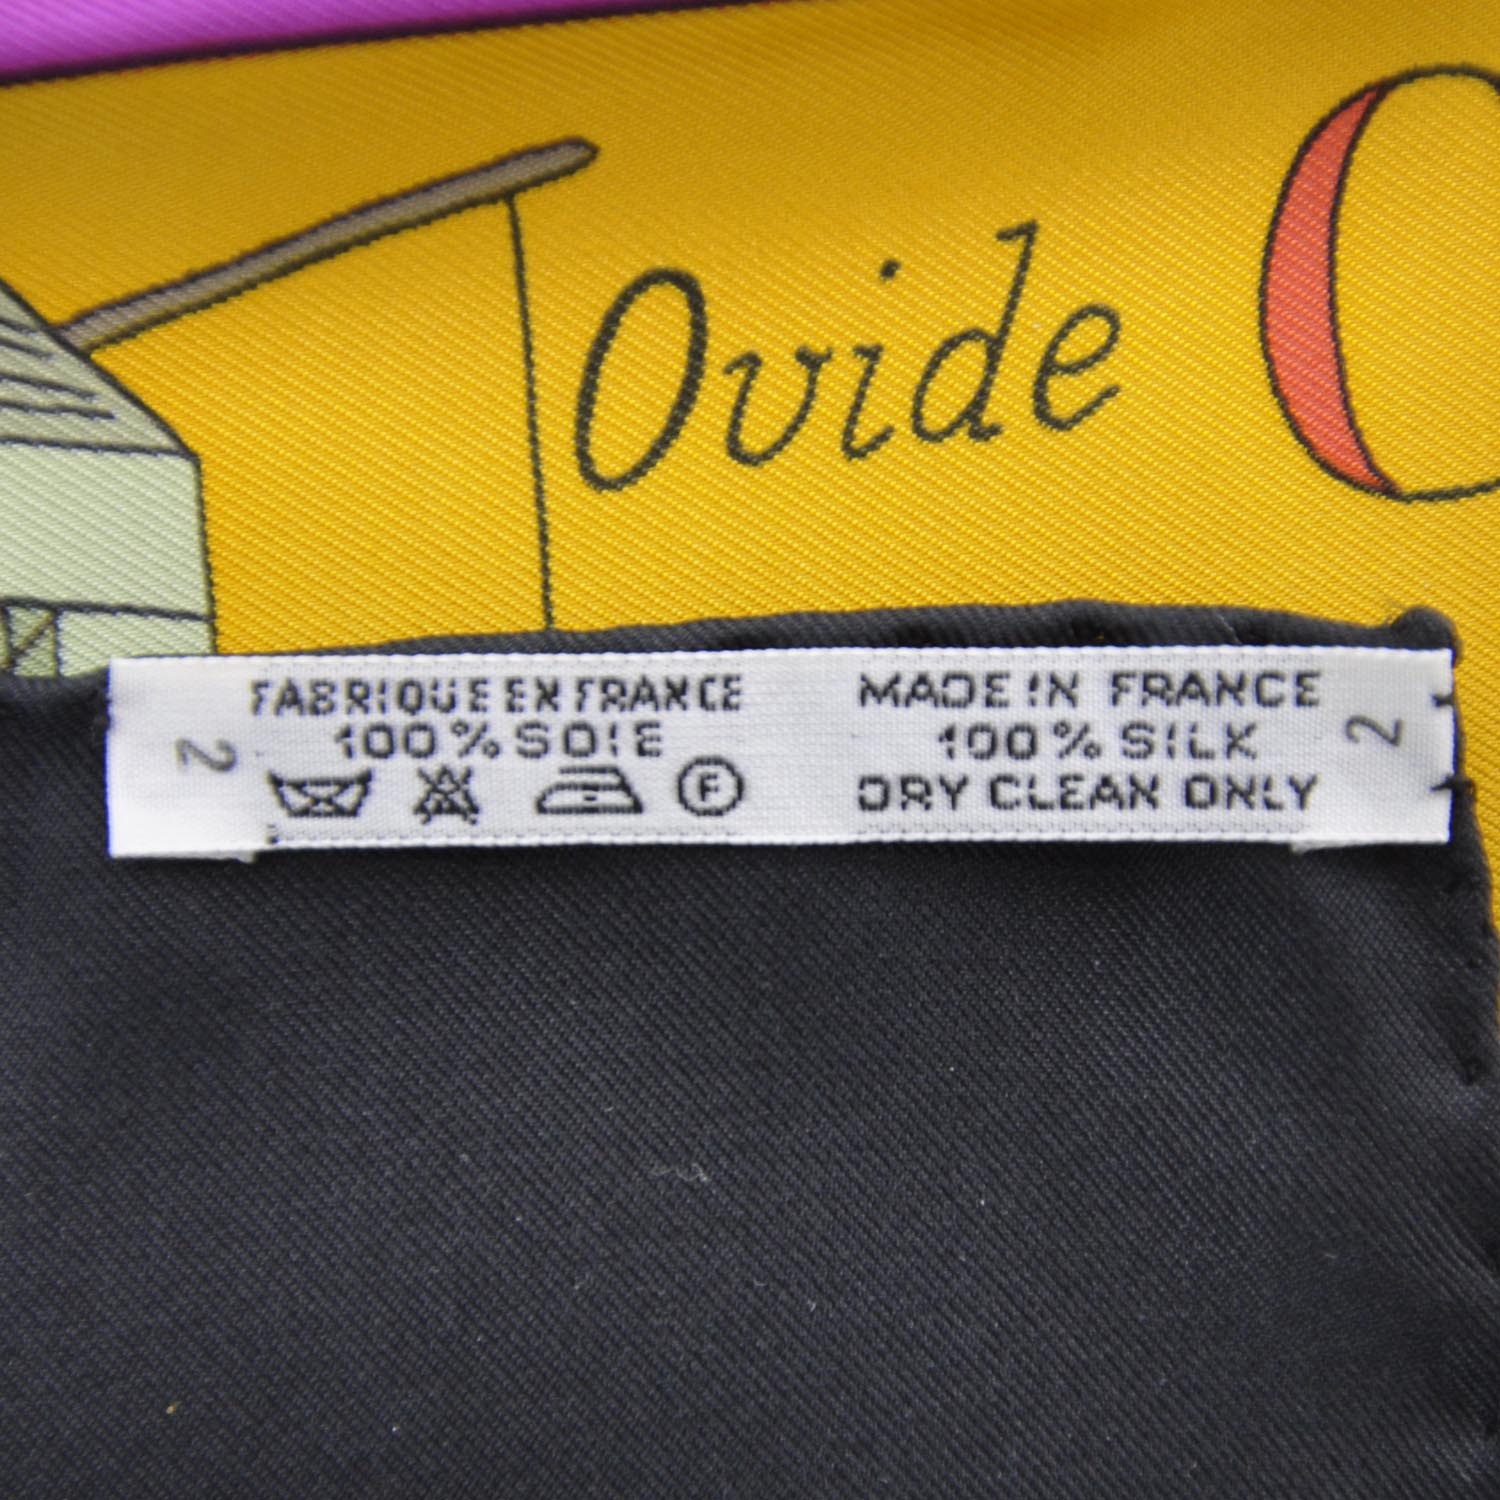 Ovide
FABRIQUE EN FRANCE
100% SOIE
F
2
MADE IN FRANCE
100% SILK
DRY CLEAN ONLY
2